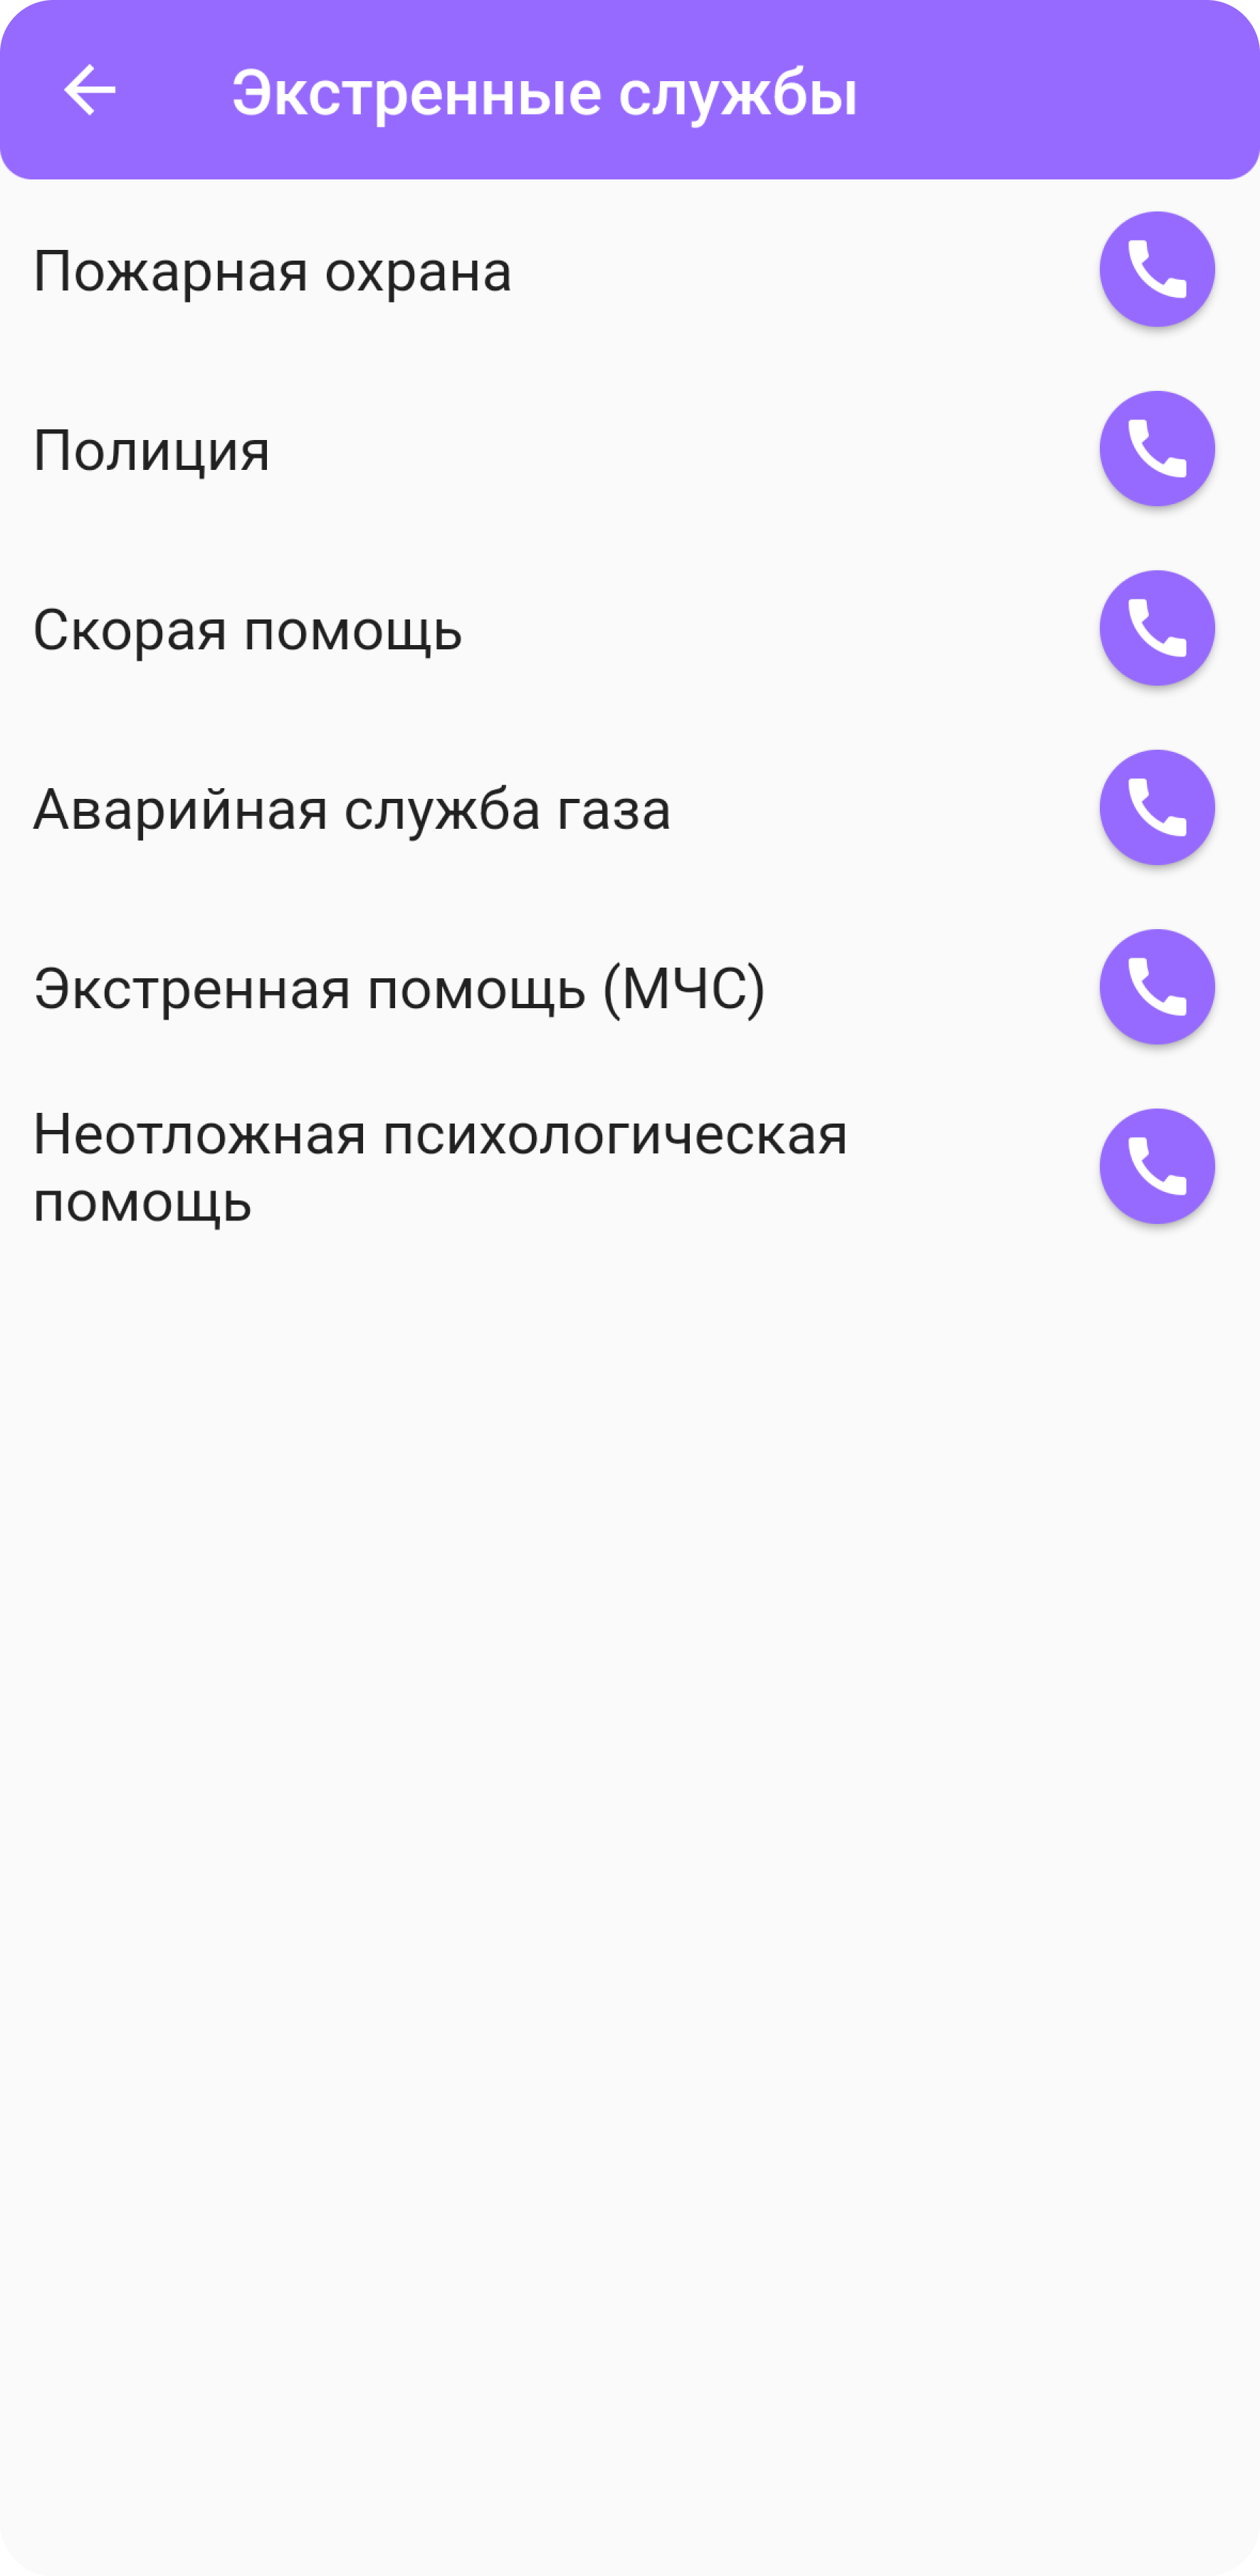 Экстренные службы
Пожарная охрана
Полиция
Скорая помощь
Аварийная служба газа
Экстренная помощь (МЧС)
Неотложная психологическая
помощь